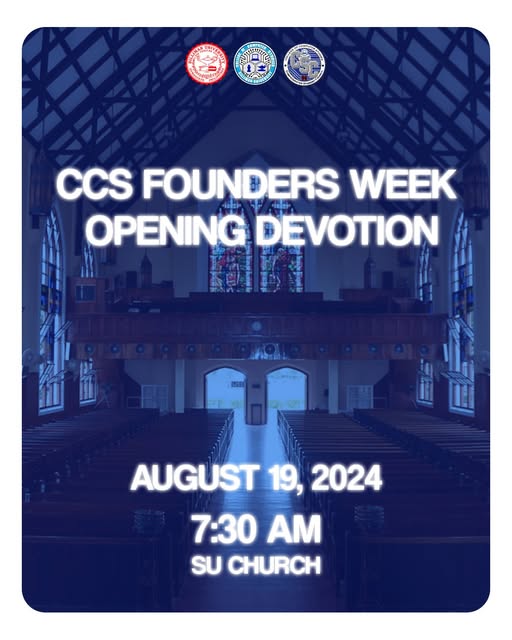 CCS FOUNDERS WEEK
OPENING DEVOTION
AUGUST 19, 2024
7:30 AM
SU CHURCH